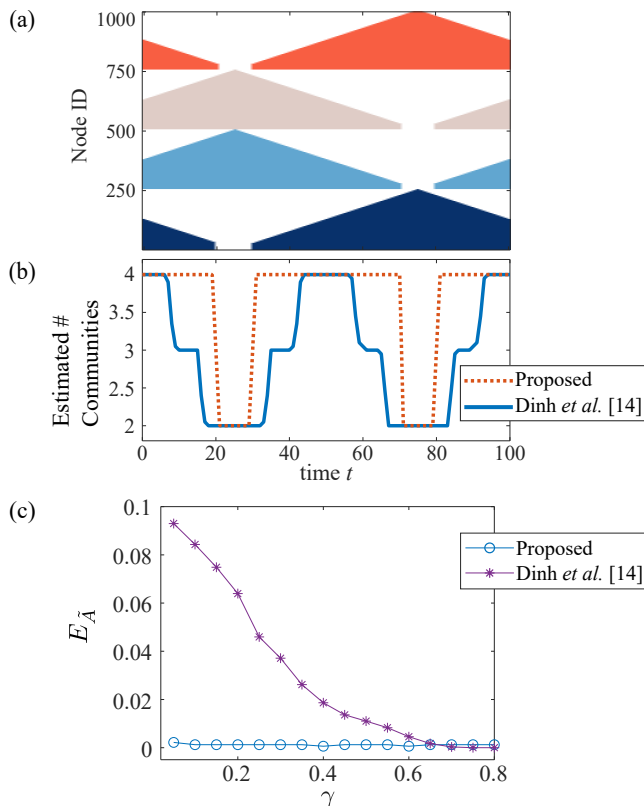 (a)
1000
750
500
250
Node ID
(b)
4
3.5
3
2.5
2
Estimated #
Communities
0 20 40 60 80 100
time t
Proposed
Dinh et al. [14]
(c)
0.1
0.08
0.06
0.04
0.02
0
E_Ã
0.2 0.4 0.6 0.8
γ
Proposed
Dinh et al. [14]